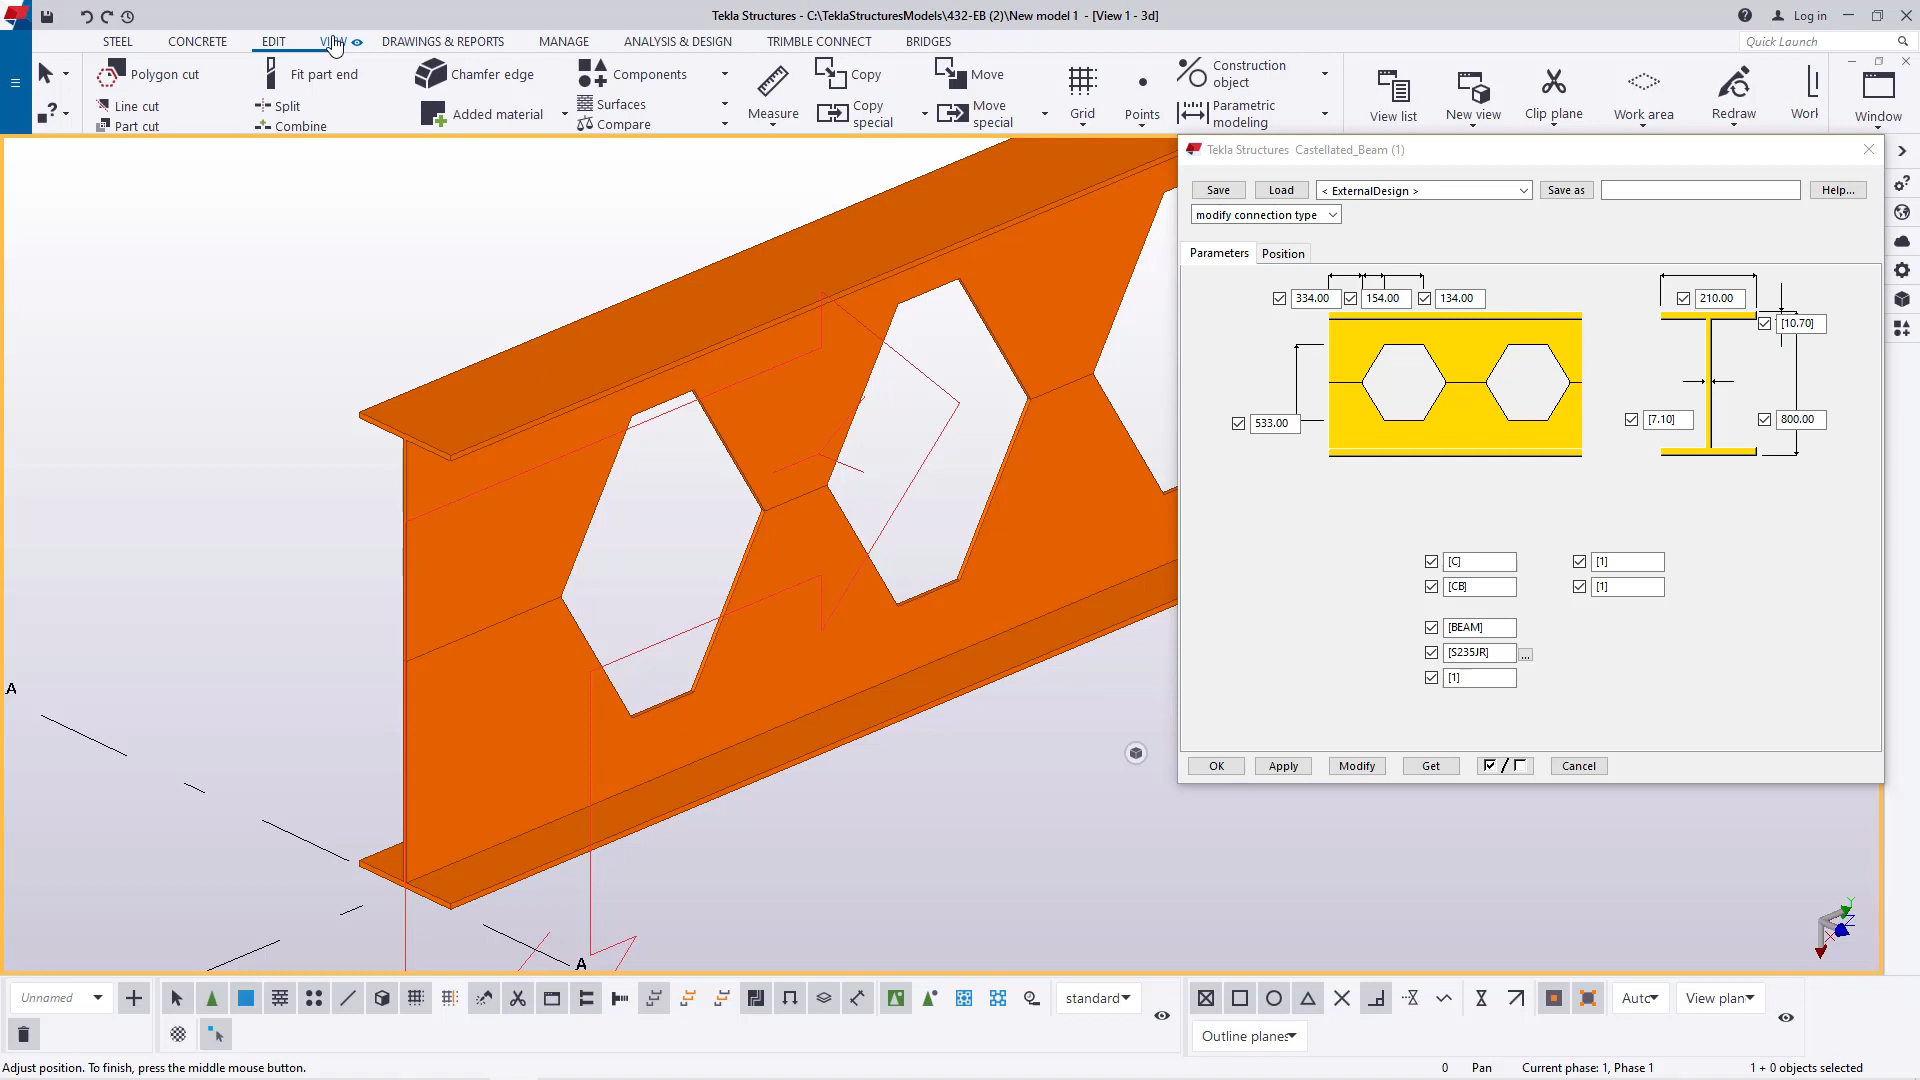 Tekla Structures - C:\TeklaStructuresModels\432-EB (2)\New model 1 - [View 1 - 3d]
Log in
STEEL CONCRETE EDIT VIEW DRAWINGS & REPORTS MANAGE ANALYSIS & DESIGN TRIMBLE CONNECT BRIDGES
Quick Launch
Polygon cut
Line cut
Part cut
Fit part end
Split
Combine
Chamfer edge
Added material
Components
Surfaces
Compare
Measure
Copy
Copy
special
Move
Move
special
Grid
Points
Construction
object
Parametric
modeling
View list
New view
Clip plane
Work area
Redraw
Worl
Window
Tekla Structures Castellated_Beam (1)
Save
Load
< ExternalDesign >
Save as
Help...
modify connection type
Parameters
Position
334.00
154.00
134.00
210.00
[10.70]
533.00
[7.10]
800.00
[C]
[1]
[CB]
[1]
[BEAM]
[S235JR]
...
[1]
OK
Apply
Modify
Get
/
Cancel
A
A
Y
Z
X
Unnamed
standard
Auto
View plan
Outline planes
Adjust position. To finish, press the middle mouse button.
0
Pan
Current phase: 1, Phase 1
1 + 0 objects selected